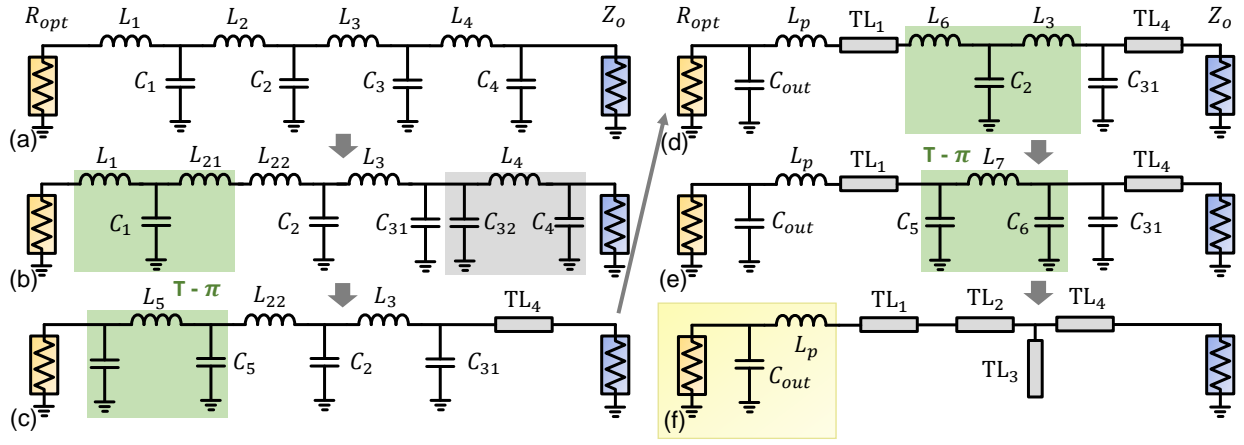 R_opt L_1 L_2 L_3 L_4 Z_o
C_1 C_2 C_3 C_4
(a)
L_1 L_21 L_22 L_3 L_4
C_1 C_2 C_31 C_32 C_4
(b)
T - π
L_5 L_22 L_3 TL_4
C_5 C_2 C_31
(c)
R_opt L_p TL_1 L_6 L_3 TL_4 Z_o
C_out C_2 C_31
(d)
T - π
L_p TL_1 L_7 TL_4
C_out C_5 C_6 C_31
(e)
TL_1 TL_2 TL_4
L_p
C_out TL_3
(f)